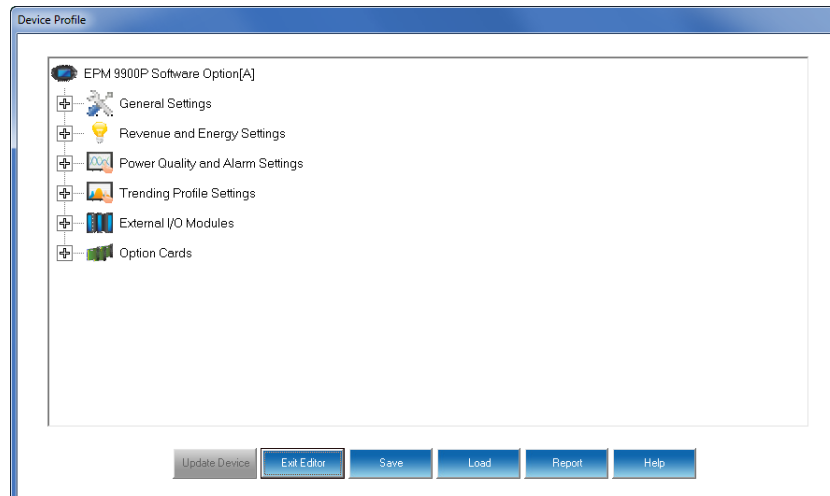 Device Profile
EPM 9900P Software Option[A]
General Settings
Revenue and Energy Settings
Power Quality and Alarm Settings
Trending Profile Settings
External I/O Modules
Option Cards
Update Device Exit Editor Save Load Report Help